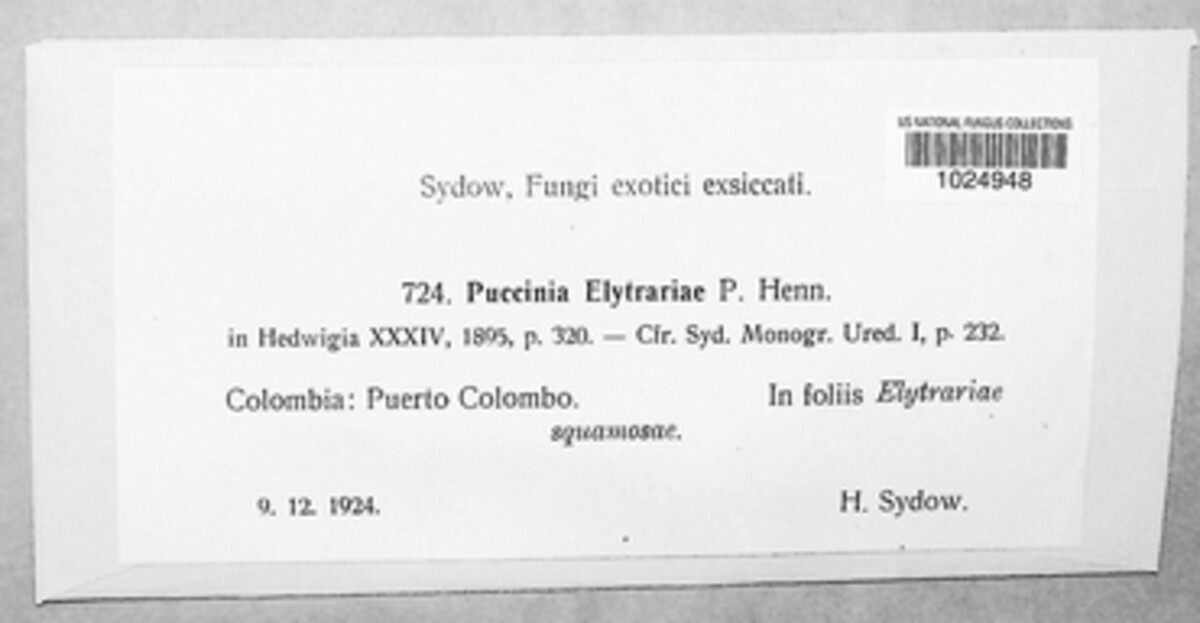 US NATIONAL FUNGUS COLLECTIONS
1024948
Sydow, Fungi exotici exsiccati.
724. Puccinia Elytrariae P. Henn.
in Hedwigia XXXIV, 1895, p. 320. — Cfr. Syd. Monogr. Ured. I, p. 232.
Colombia: Puerto Colombo. In foliis Elytrariae
squamosae.
9. 12. 1924. H. Sydow.